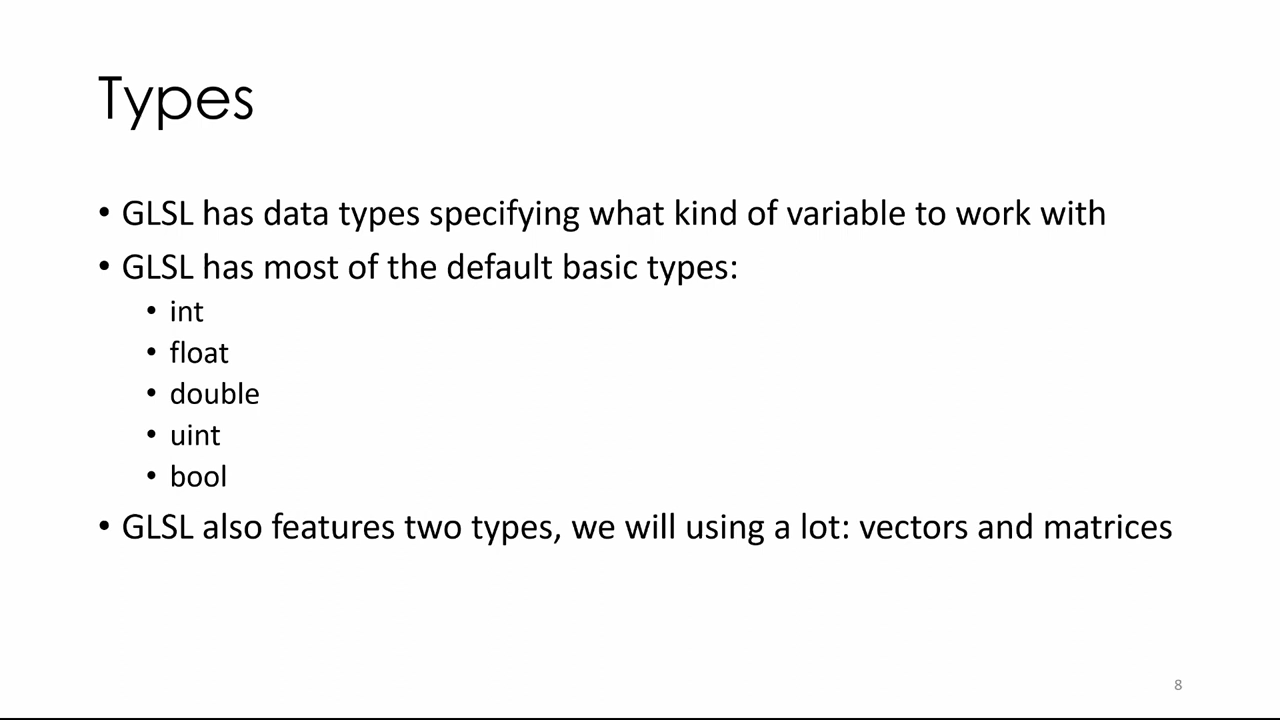 Types
• GLSL has data types specifying what kind of variable to work with
• GLSL has most of the default basic types:
• int
• float
• double
• uint
• bool
• GLSL also features two types, we will using a lot: vectors and matrices
8